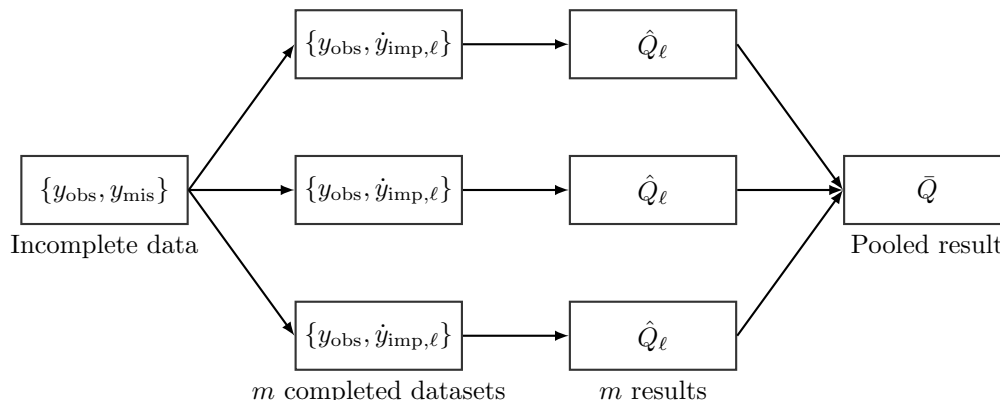 {y_obs, ẏ_imp,ℓ}
Q̂_ℓ
{y_obs, y_mis}
Incomplete data
{y_obs, ẏ_imp,ℓ}
Q̂_ℓ
Q̄
Pooled result
{y_obs, ẏ_imp,ℓ}
Q̂_ℓ
m completed datasets
m results